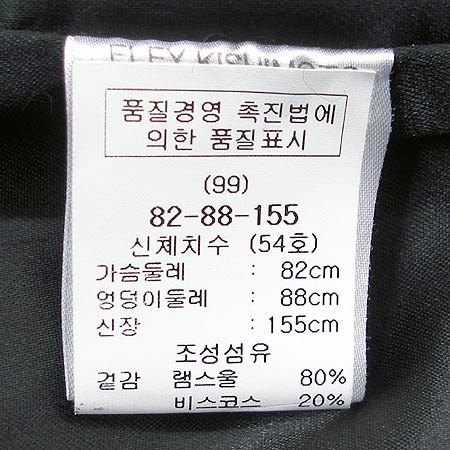 품질경영 촉진법에
의한 품질표시
(99)
82-88-155
신체치수 (54호)
가슴둘레 : 82cm
엉덩이둘레 : 88cm
신장 : 155cm
조성섬유
겉감 램스울 80%
비스코스 20%